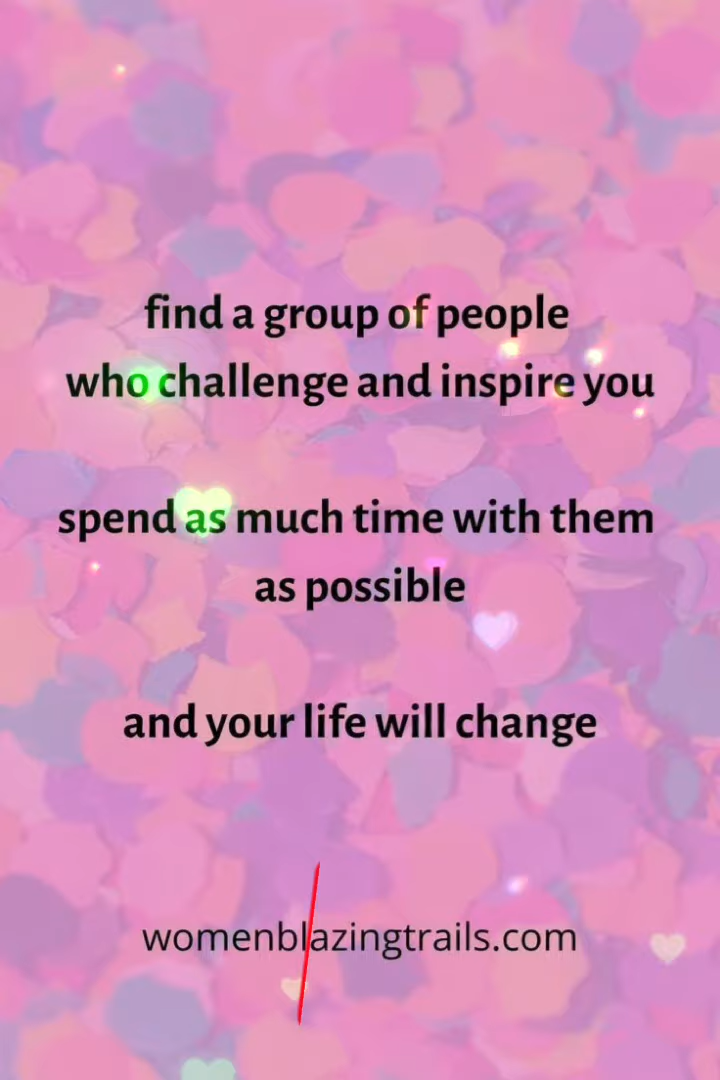 find a group of people
who challenge and inspire you
spend as much time with them
as possible
and your life will change
womenblazingtrails.com